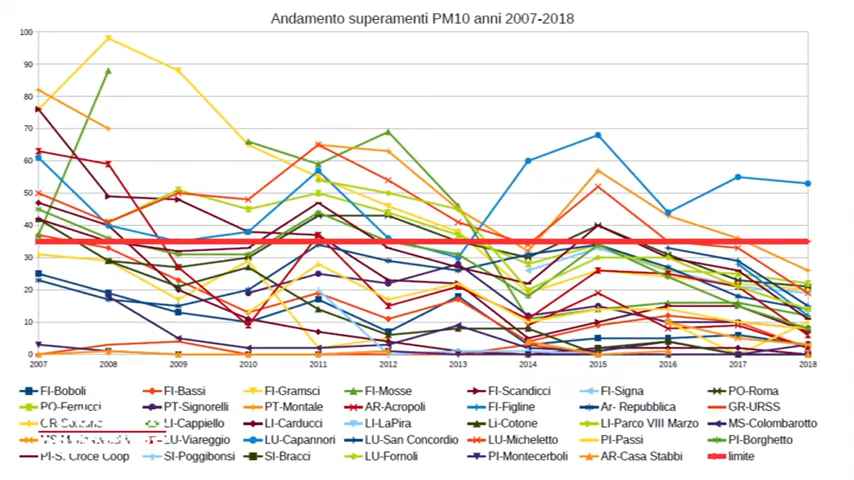 Andamento superamenti PM10 anni 2007-2018
100
90
80
70
60
50
40
30
20
10
0
2007 2008 2009 2010 2011 2012 2013 2014 2015 2016 2017 2018
FI-Boboli FI-Bassi FI-Gramsci FI-Mosse FI-Scandicci FI-Signa PO-Roma
PO-Ferrucci PT-Signorelli PT-Montale AR-Acropoli FI-Figline Ar- Repubblica GR-URSS
LI-Cappiello LI-Carducci LI-LaPira Li-Cotone LI-Parco VIII Marzo MS-Colombarotto
LU-Viareggio LU-Capannori LU-San Concordio LU-Micheletto PI-Passi PI-Borghetto
PI-S. Croce Coop SI-Poggibonsi SI-Bracci LU-Fornoli PI-Montecerboli AR-Casa Stabbi limite